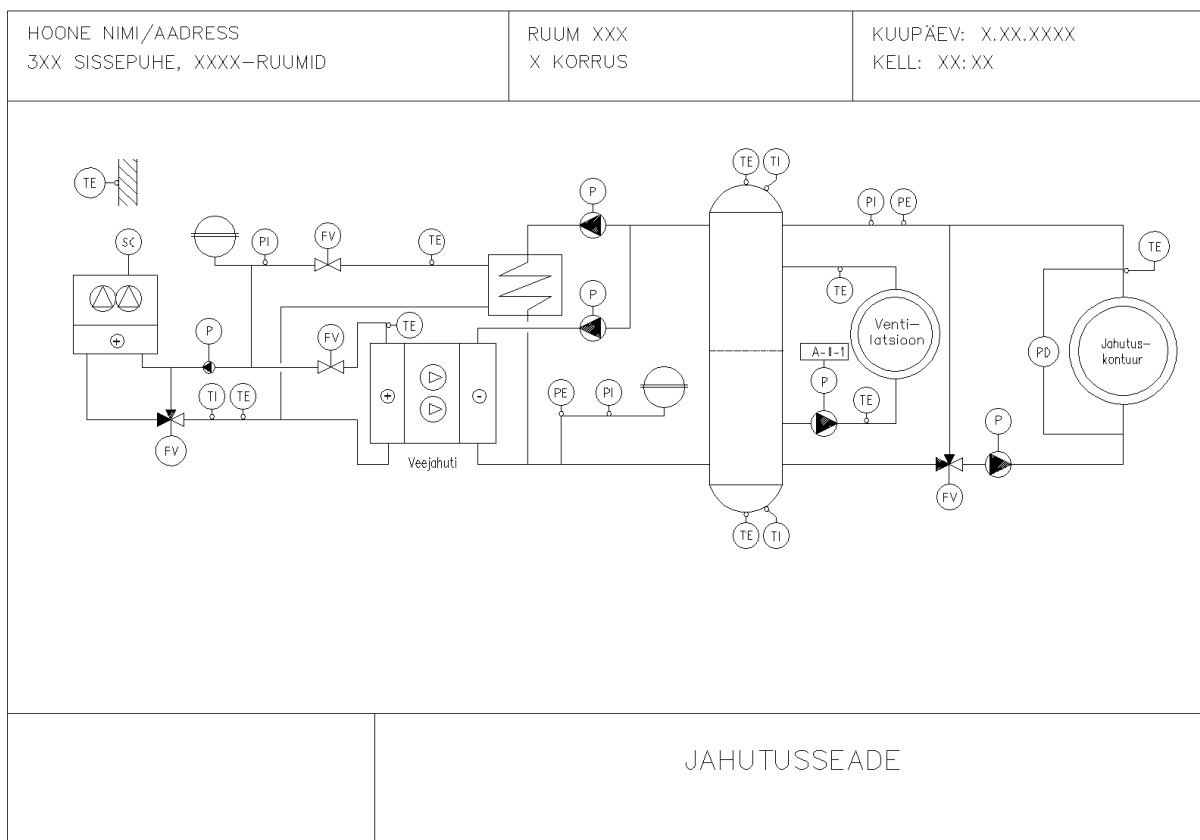 HOONE NIMI/AADRESS
3XX SISSEPUHE, XXXX-RUUMID
RUUM XXX
X KORRUS
KUUPÄEV: X.XX.XXXX
KELL: XX:XX
TE
TI
TE
P
PI
PE
SC
PI
FV
TE
TE
TE
P
Venti-
latsioon
P
FV
TE
A-II-1
PD
Jahutus-
kontuur
P
TI
TE
PE
PI
TE
P
FV
Veejahuti
FV
TE
TI
JAHUTUSSEADE